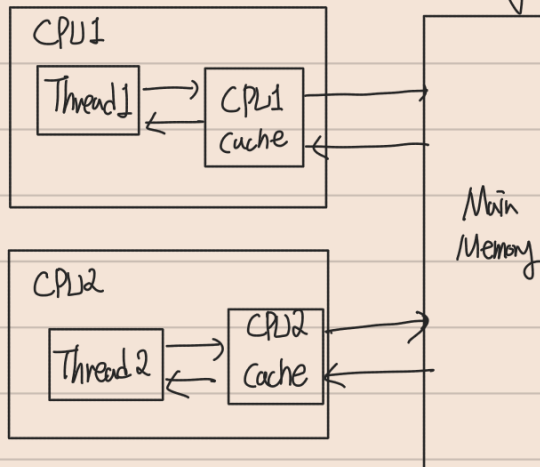 CPU1
Thread1
CPU1
Cache
Main
Memory
CPU2
Thread2
CPU2
Cache